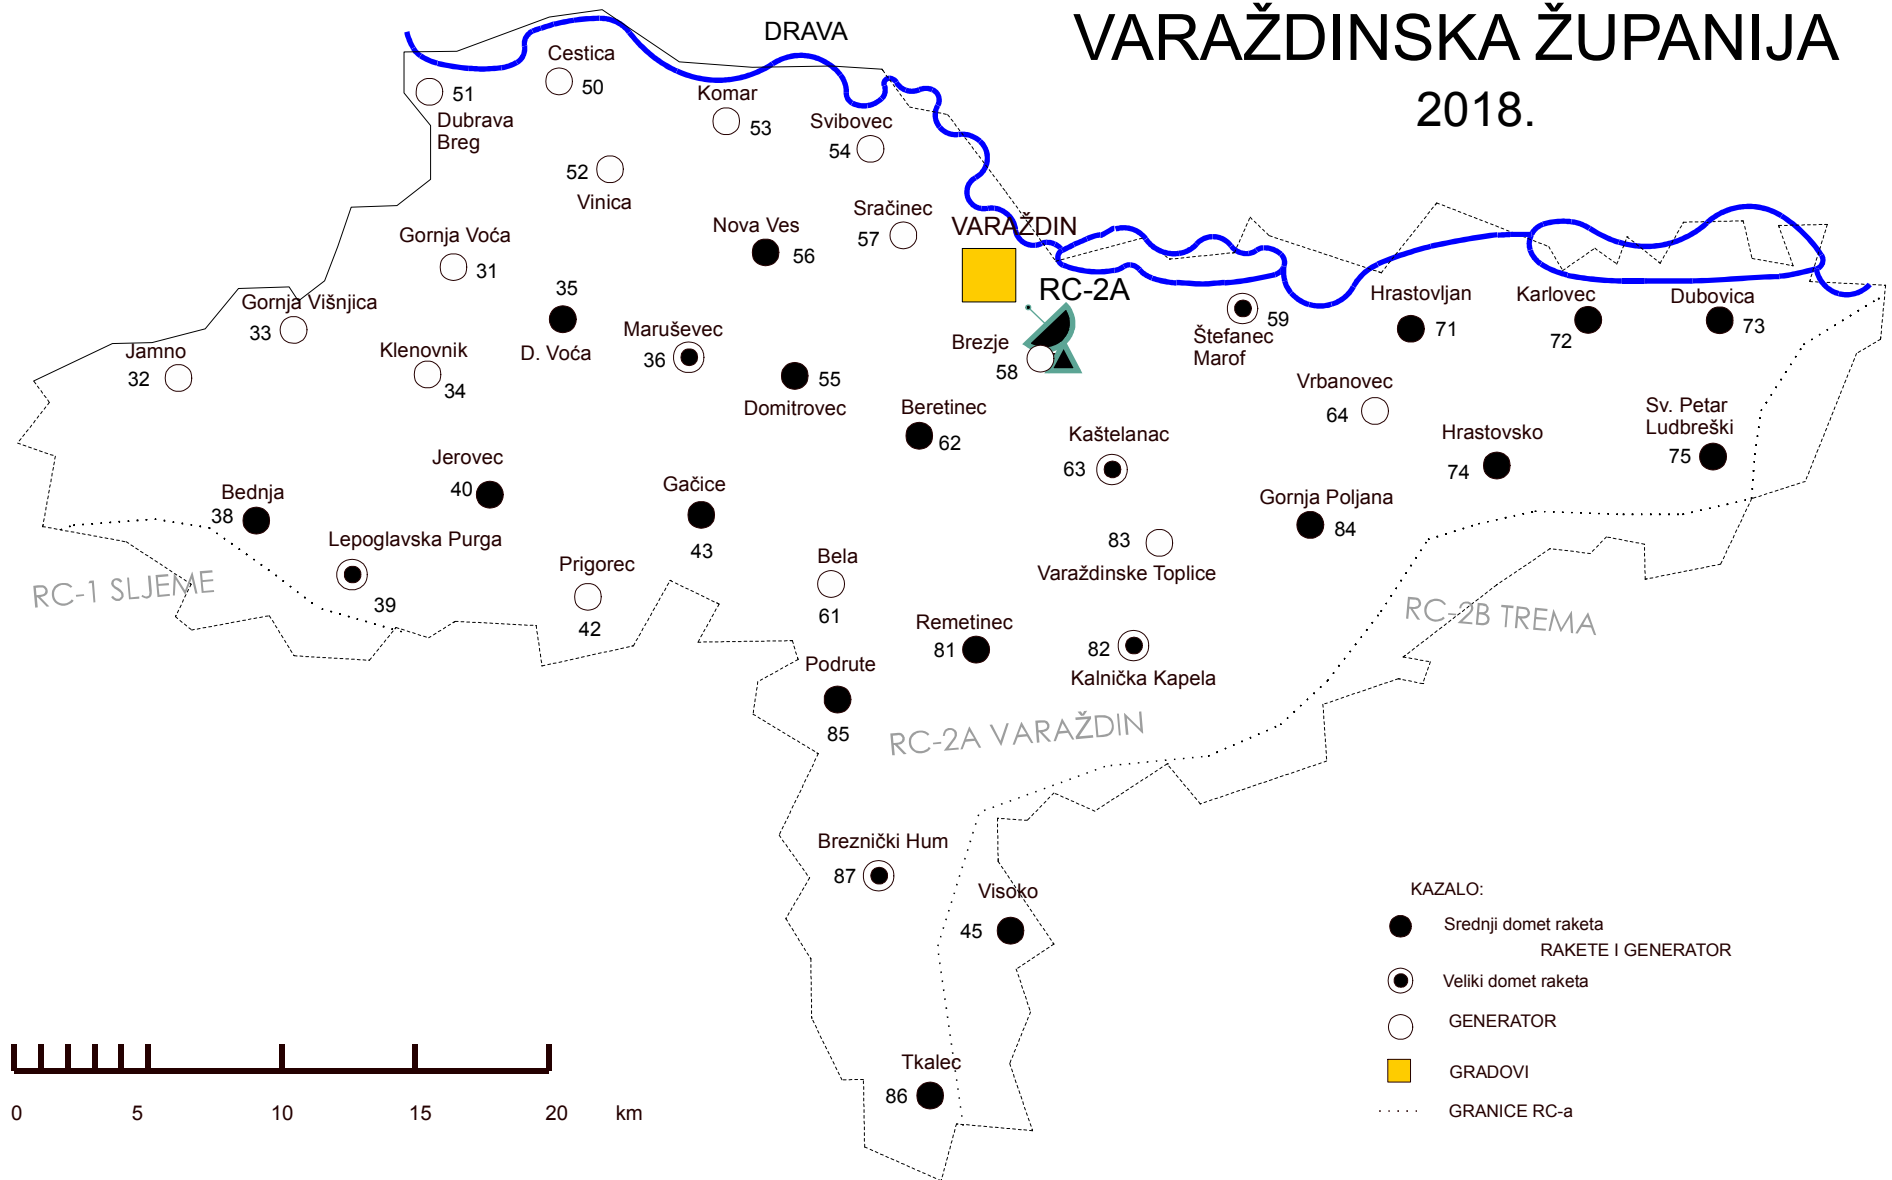 VARAŽDINSKA ŽUPANIJA
2018.
DRAVA
Cestica
50
51
Dubrava
Breg
Komar
53
Svibovec
54
52
Vinica
Sračinec
57
VARAŽDIN
Nova Ves
56
Gornja Voća
31
RC-2A
35
D. Voća
Gornja Višnjica
33
Maruševec
36
Brezje
58
59
Štefanec
Marof
Hrastovljan
71
Karlovec
72
Dubovica
73
Jamno
32
Klenovnik
34
55
Domitrovec
Vrbanovec
64
Beretinec
62
Kaštelanac
63
Hrastovsko
74
Sv. Petar
Ludbreški
75
Jerovec
40
Bednja
38
Gačice
43
Gornja Poljana
84
Lepoglavska Purga
39
Prigorec
42
Bela
61
83
Varaždinske Toplice
RC-1 SLJEME
RC-2B TREMA
Remetinec
81
82
Kalnička Kapela
Podrute
85
RC-2A VARAŽDIN
Breznički Hum
87
Visoko
45
Tkalec
86
KAZALO:
Srednji domet raketa
RAKETE I GENERATOR
Veliki domet raketa
GENERATOR
GRADOVI
GRANICE RC-a
0 5 10 15 20 km